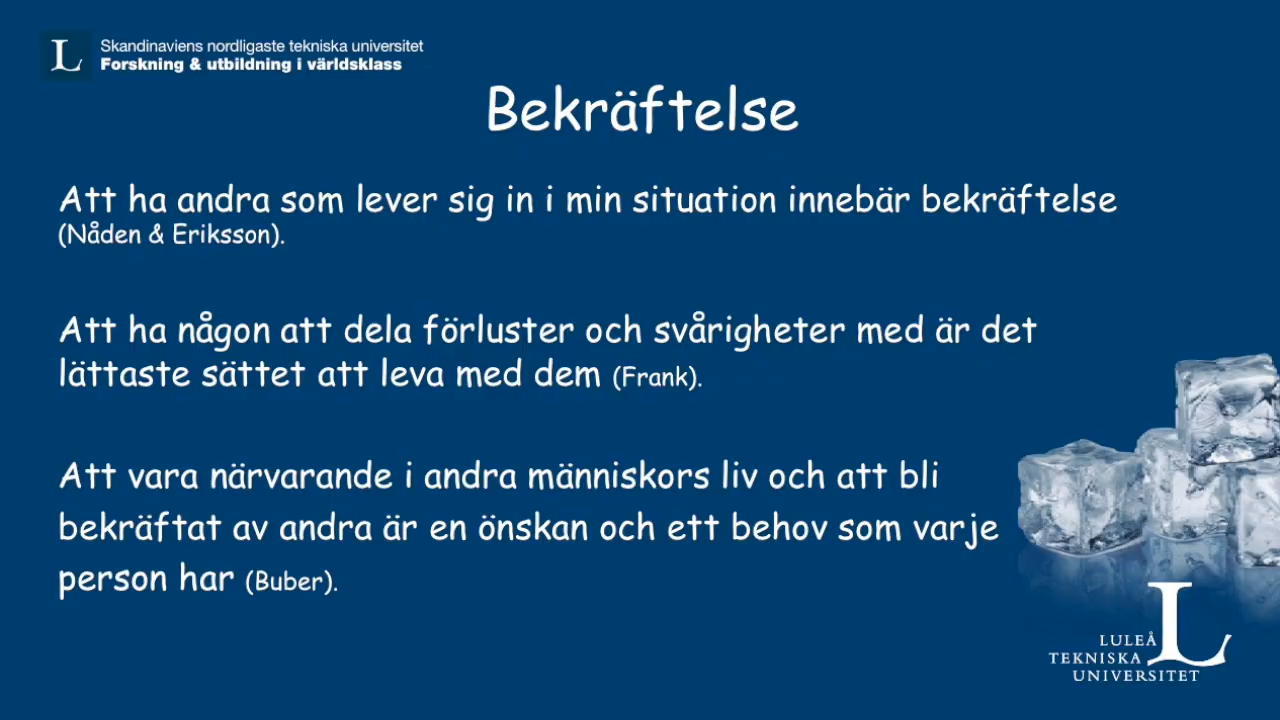 L
Skandinaviens nordligaste tekniska universitet
Forskning & utbildning i världsklass
Bekräftelse
Att ha andra som lever sig in i min situation innebär bekräftelse
(Nåden & Eriksson).
Att ha någon att dela förluster och svårigheter med är det
lättaste sättet att leva med dem (Frank).
Att vara närvarande i andra människors liv och att bli
bekräftat av andra är en önskan och ett behov som varje
person har (Buber).
L
LULEÅ
TEKNISKA
UNIVERSITET